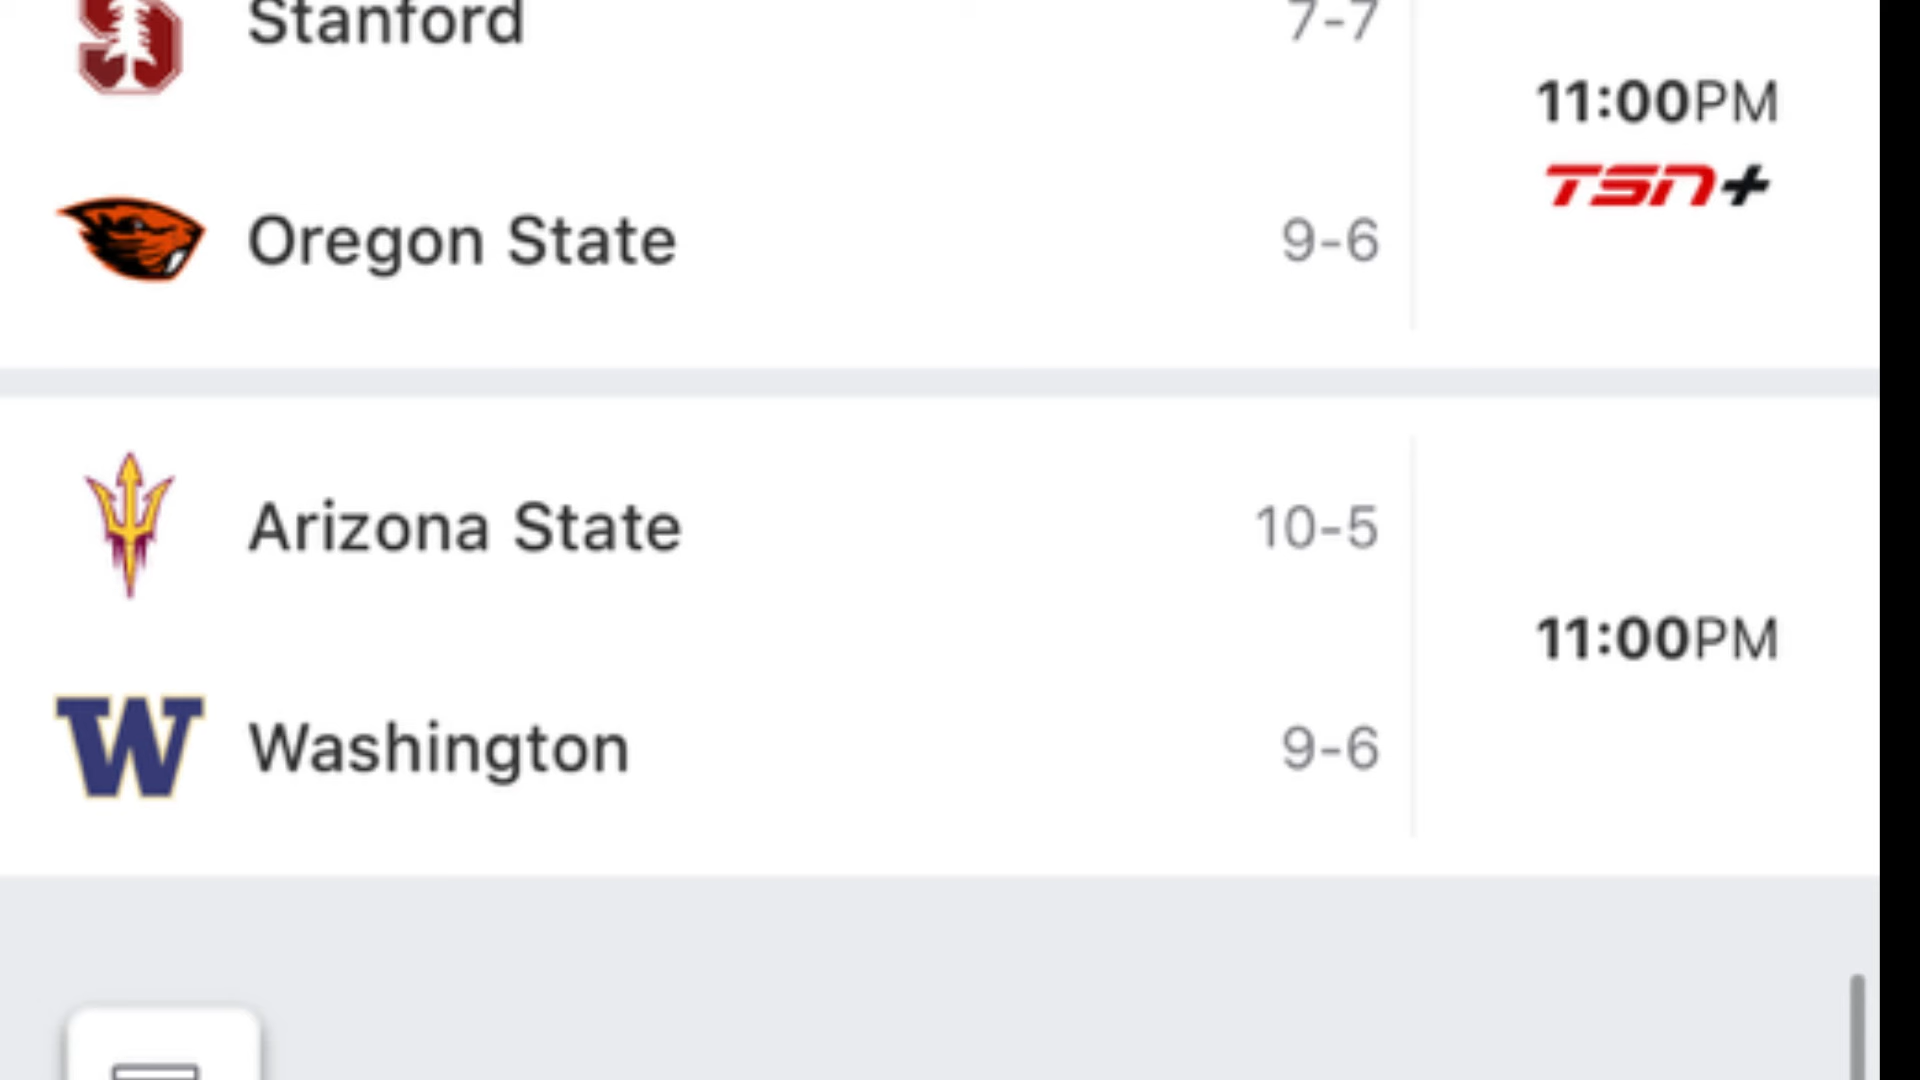 Stanford 7-7
11:00PM
TSN+
Oregon State 9-6
Arizona State 10-5
11:00PM
Washington 9-6